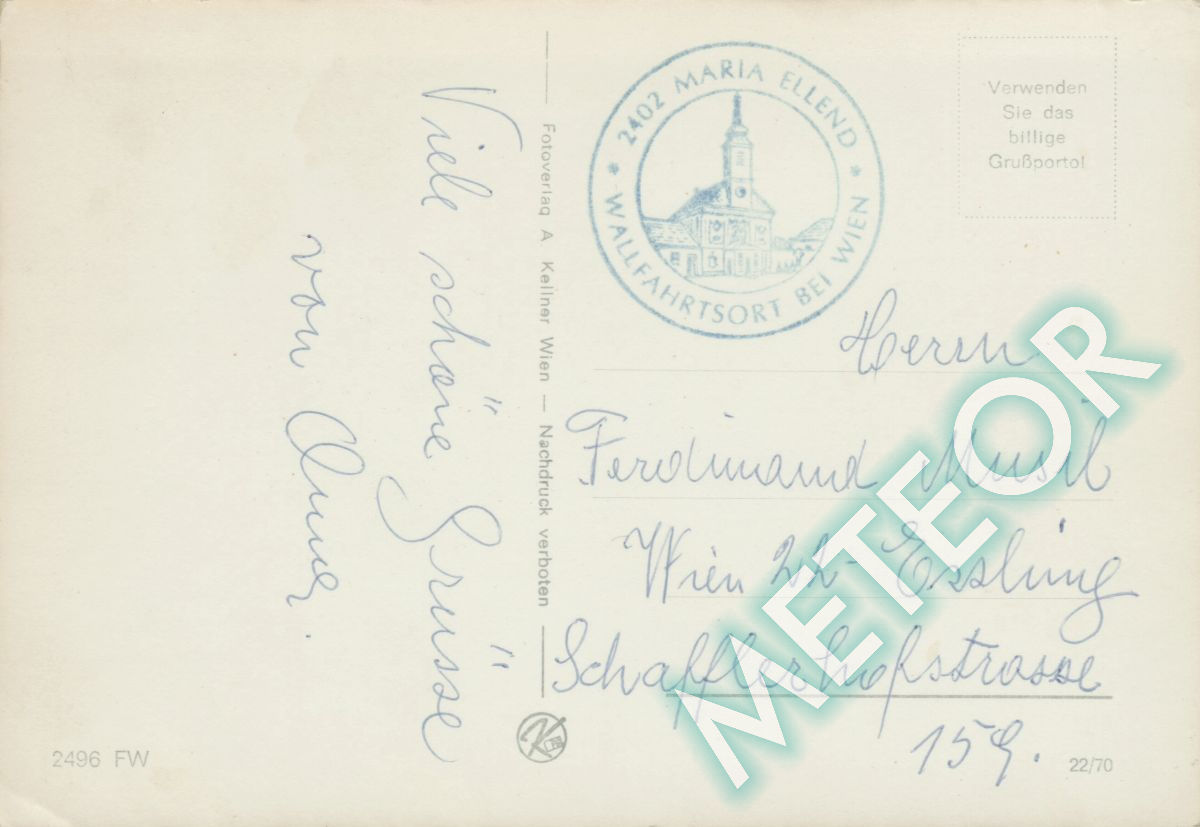 Viele schöne Grüsse
von Anna.
Fotoverlag A. Kellner Wien — Nachdruck verboten
2402 MARIA ELLEND
* WALLFAHRTSORT BEI WIEN *
Verwenden
Sie das
billige
Grußporto!
Herrn
Ferdinand Musil
Wien 22- Essling
Schafflerhofstrasse
159.
2496 FW
22/70
METEOR